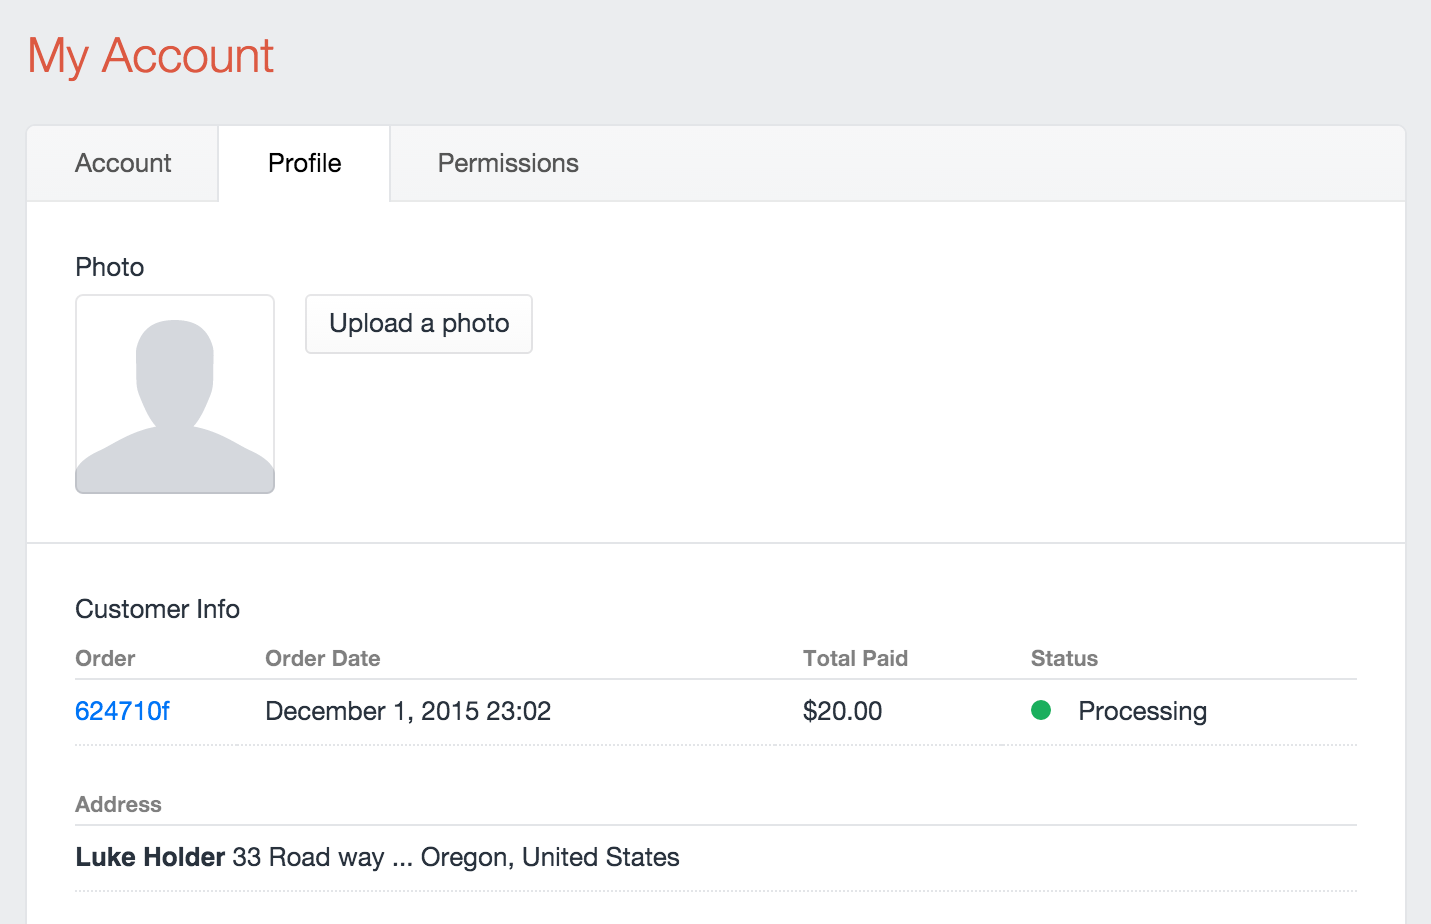 My Account
Account Profile Permissions
Photo
Upload a photo
Customer Info
Order Order Date Total Paid Status
624710f December 1, 2015 23:02 $20.00 Processing
Address
Luke Holder 33 Road way ... Oregon, United States